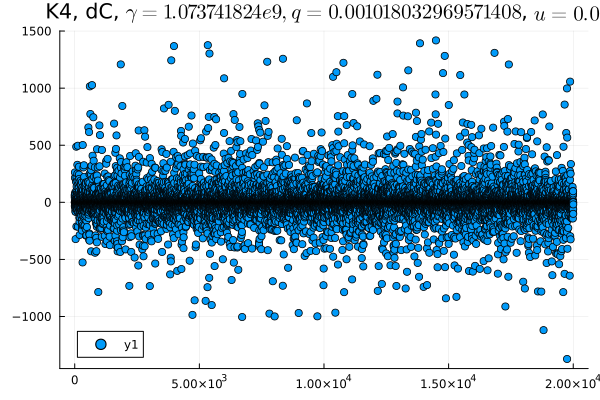 K4, dC, γ = 1.073741824e9, q = 0.001018032969571408, u = 0.0
1500
1000
500
0
−500
−1000
y1
0 5.00×10³ 1.00×10⁴ 1.50×10⁴ 2.00×10⁴